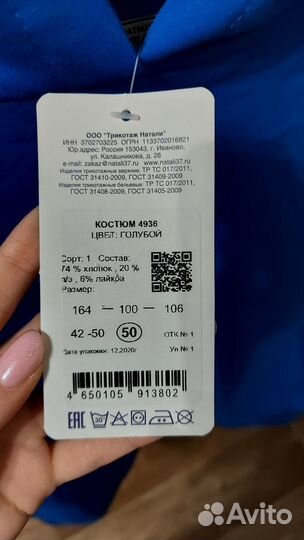 ООО "Трикотаж Натали"
ИНН 3702703225 ОГРН 1133702016821
Юр.адрес: Россия 153043, г. Иваново,
ул. Калашникова, д. 28
e-mail: zakaz@natali37.ru
Изделия трикотажные верхние: ТР ТС 017/2011,
ГОСТ 31410-2009 ГОСТ 31409-2009
Изделия трикотажные бельевые: ТР ТС 017/2011,
ГОСТ 31408-2009 ГОСТ 31405-2009
КОСТЮМ 4936
ЦВЕТ: ГОЛУБОЙ
Сорт: 1 Состав:
74 % хлопок , 20 %
п/э , 6% лайкра
Размер:
164 — 100 — 106
42 -50 50 ОТК № 1
Дата упаковки: 12.2020г Уп № 1
4 650105 913802
EAC 30°
Avito